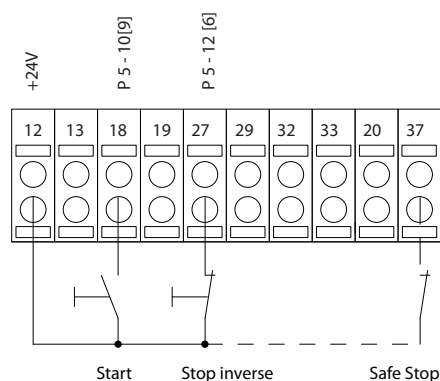 +24V
P 5 - 10[9]
P 5 - 12 [6]
12 13 18 19 27 29 32 33 20 37
Start Stop inverse Safe Stop